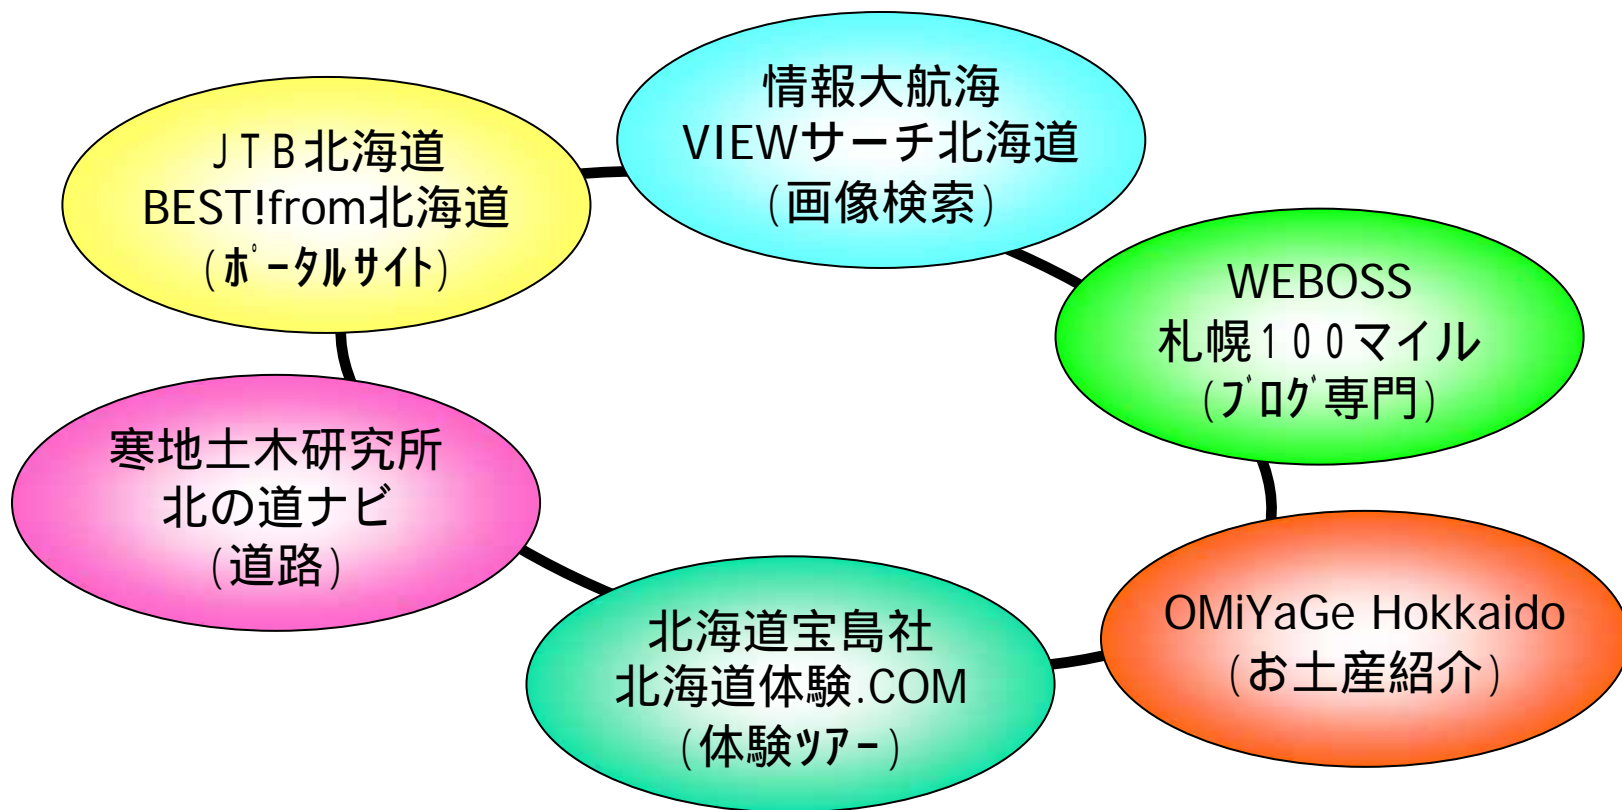 情報大航海
VIEWサーチ北海道
(画像検索)
JTB北海道
BEST!from北海道
(ﾎﾟｰﾀﾙｻｲﾄ)
WEBOSS
札幌100マイル
(ﾌﾞﾛｸﾞ専門)
寒地土木研究所
北の道ナビ
(道路)
OMiYaGe Hokkaido
(お土産紹介)
北海道宝島社
北海道体験.COM
(体験ﾂｱｰ)